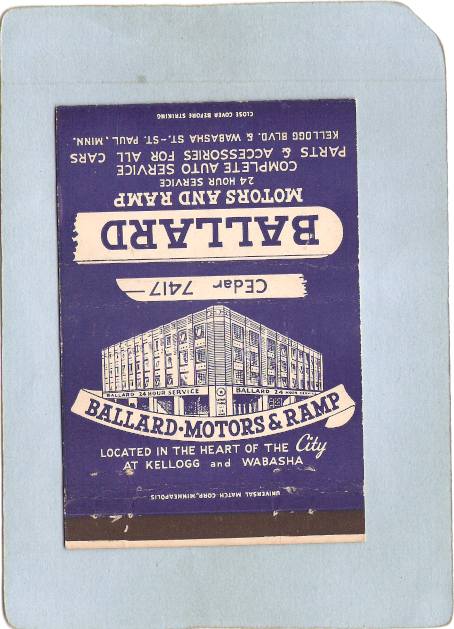 CLOSE COVER BEFORE STRIKING
KELLOGG BLVD. & WABASHA ST.-ST. PAUL, MINN.
PARTS & ACCESSORIES FOR ALL CARS
COMPLETE AUTO SERVICE
24 HOUR SERVICE
MOTORS AND RAMP
BALLARD
CEdar 7417
BALLARD 24 HOUR SERVICE BALLARD 24 HOUR SERVICE
BALLARD-MOTORS & RAMP
LOCATED IN THE HEART OF THE City
AT KELLOGG and WABASHA
UNIVERSAL MATCH CORP., MINNEAPOLIS